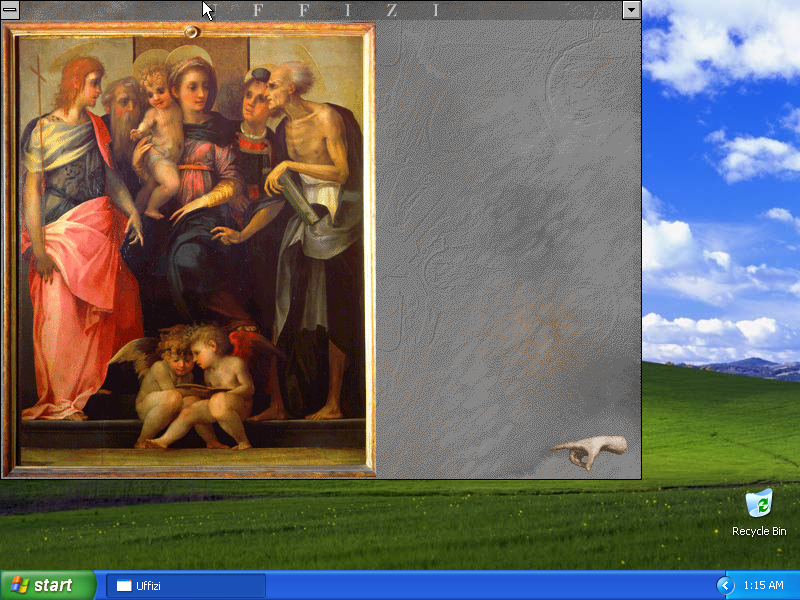 F F I Z I
Recycle Bin
start
Uffizi
1:15 AM